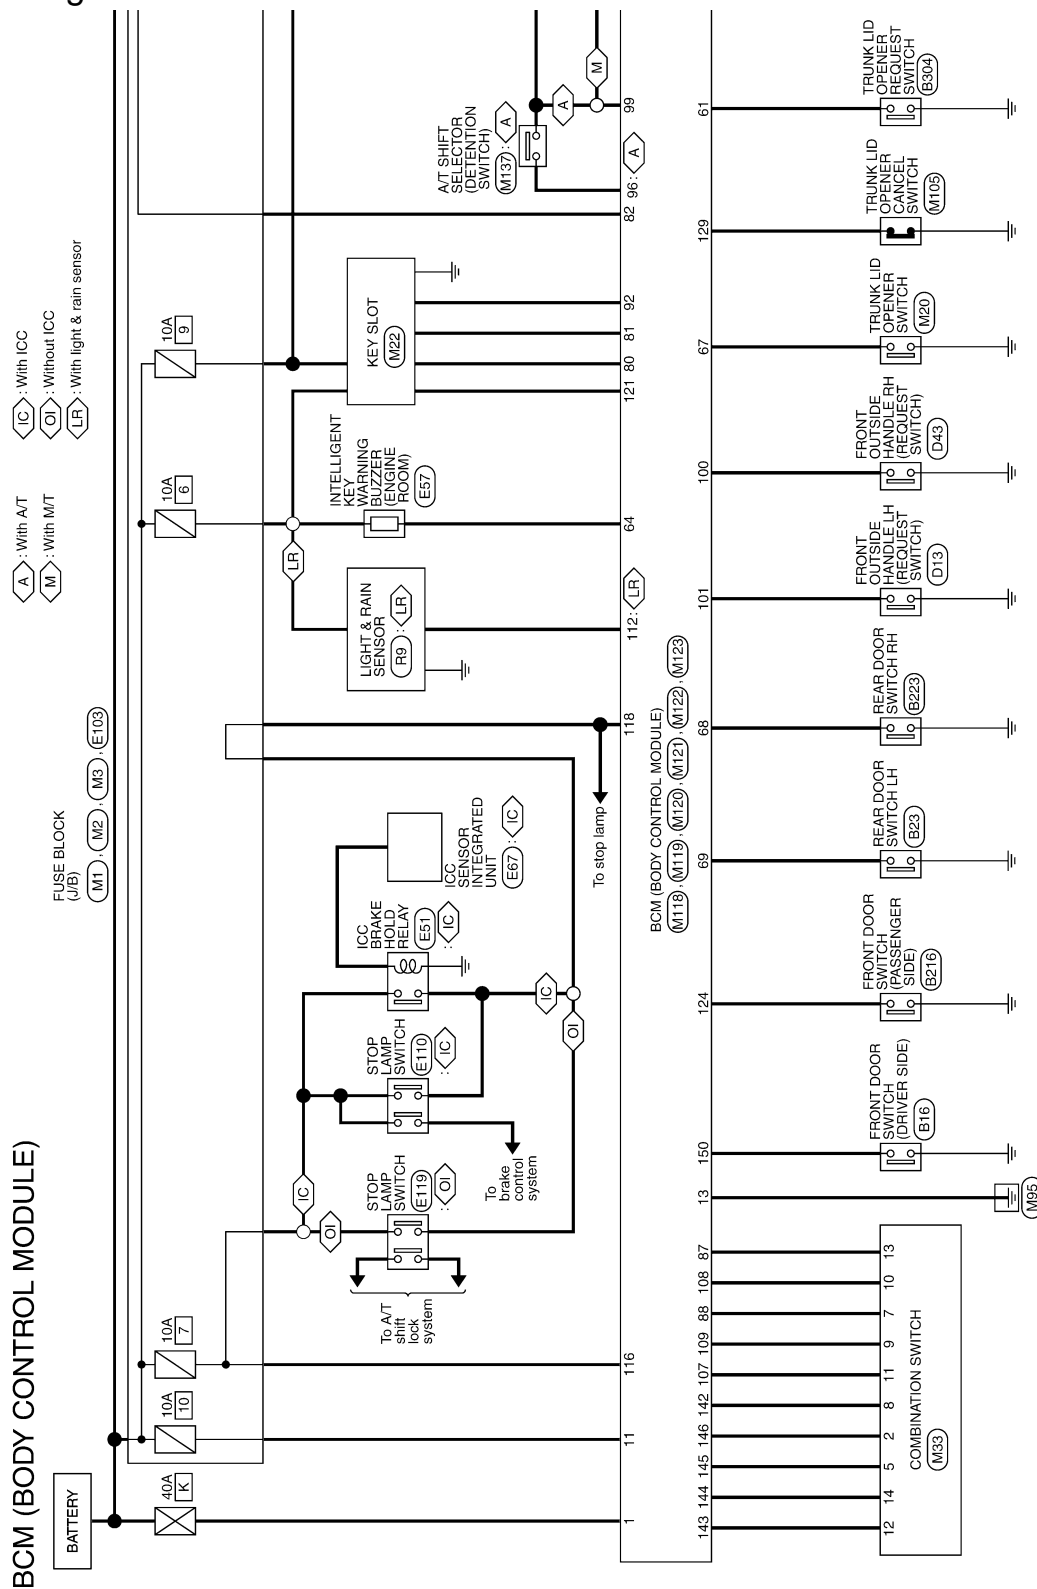 BCM (BODY CONTROL MODULE)
A : With A/T
M : With M/T
IC : With ICC
OI : Without ICC
LR : With light & rain sensor
BATTERY
FUSE BLOCK
(J/B)
M1 , M2 , M3 , E103
40A
K
10A
10
10A
7
10A
6
10A
9
IC
OI
To A/T
shift
lock
system
STOP
LAMP
SWITCH
E119
: OI
To
brake
control
system
STOP
LAMP
SWITCH
E110
: IC
ICC
BRAKE
HOLD
RELAY
E51
: IC
IC
OI
ICC
SENSOR
INTEGRATED
UNIT
E67 : IC
To stop lamp
LIGHT & RAIN
SENSOR
R9 : LR
LR
INTELLIGENT
KEY
WARNING
BUZZER
(ENGINE
ROOM)
E57
KEY SLOT
M22
A/T SHIFT
SELECTOR
(DETENTION
SWITCH)
M137 : A
A
M
1
11
116
118
112 : LR
64
121
80
81
92
82
96 : A
99
BCM (BODY CONTROL MODULE)
M118 , M119 , M120 , M121 , M122 , M123
143
144
145
146
142
107
109
88
108
87
13
150
124
69
68
101
100
67
129
61
12
14
5
2
8
11
9
7
10
13
COMBINATION SWITCH
M33
M95
FRONT DOOR
SWITCH
(DRIVER SIDE)
B16
FRONT DOOR
SWITCH
(PASSENGER
SIDE)
B216
REAR DOOR
SWITCH LH
B23
REAR DOOR
SWITCH RH
B223
FRONT
OUTSIDE
HANDLE LH
(REQUEST
SWITCH)
D13
FRONT
OUTSIDE
HANDLE RH
(REQUEST
SWITCH)
D43
TRUNK LID
OPENER
SWITCH
M20
TRUNK LID
OPENER
CANCEL
SWITCH
M105
TRUNK LID
OPENER
REQUEST
SWITCH
B304